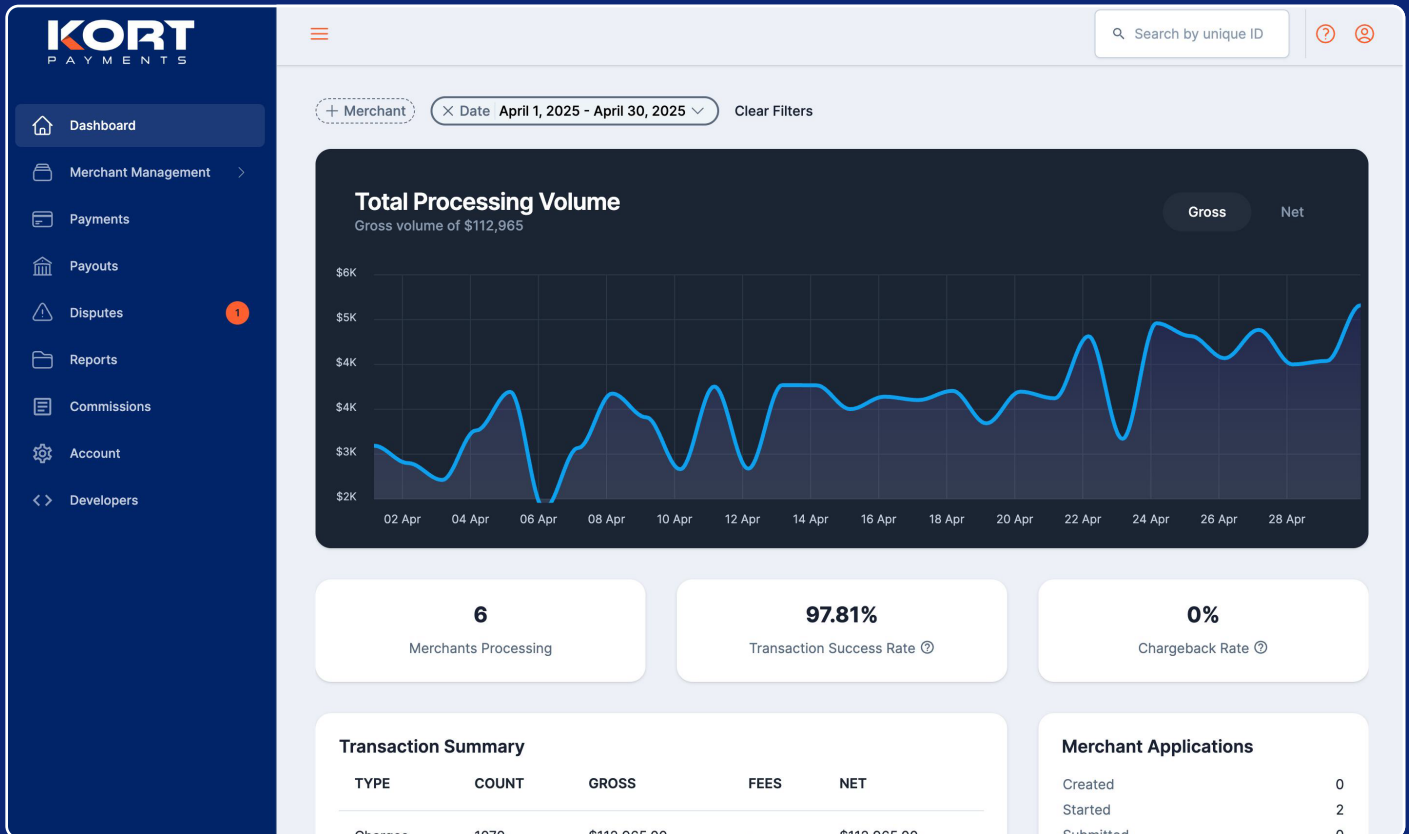 KORT
PAYMENTS
Dashboard
Merchant Management
Payments
Payouts
Disputes 1
Reports
Commissions
Account
Developers
Search by unique ID
+ Merchant
Date April 1, 2025 - April 30, 2025
Clear Filters
Total Processing Volume
Gross volume of $112,965
Gross Net
$6K
$5K
$4K
$4K
$3K
$2K
02 Apr 04 Apr 06 Apr 08 Apr 10 Apr 12 Apr 14 Apr 16 Apr 18 Apr 20 Apr 22 Apr 24 Apr 26 Apr 28 Apr
6
Merchants Processing
97.81%
Transaction Success Rate
0%
Chargeback Rate
Transaction Summary
TYPE COUNT GROSS FEES NET
Charges
Merchant Applications
Created 0
Started 2
Submitted